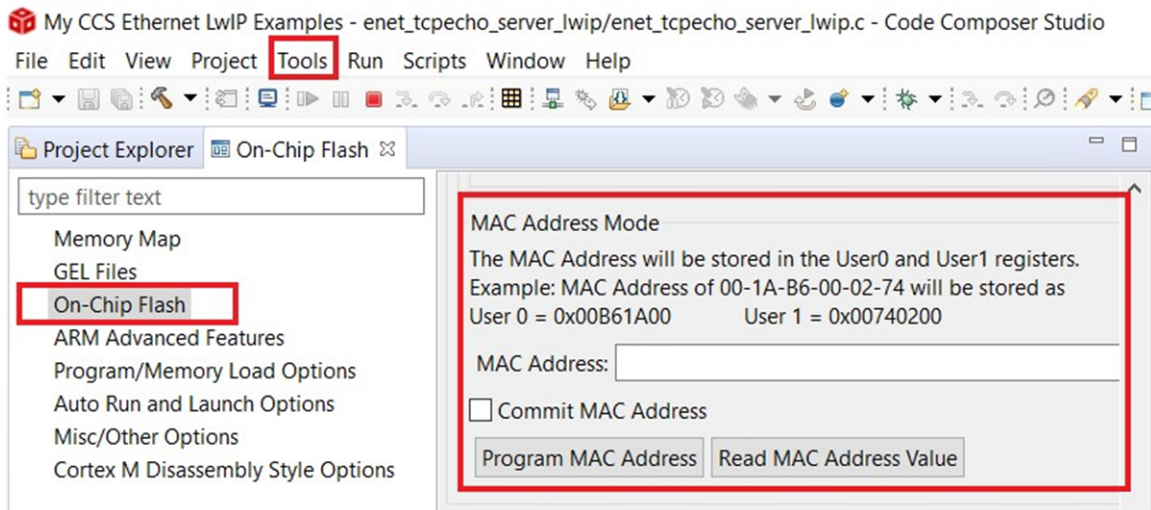 My CCS Ethernet LwIP Examples - enet_tcpecho_server_lwip/enet_tcpecho_server_lwip.c - Code Composer Studio
File Edit View Project Tools Run Scripts Window Help
Project Explorer On-Chip Flash
type filter text
Memory Map
GEL Files
On-Chip Flash
ARM Advanced Features
Program/Memory Load Options
Auto Run and Launch Options
Misc/Other Options
Cortex M Disassembly Style Options
MAC Address Mode
The MAC Address will be stored in the User0 and User1 registers.
Example: MAC Address of 00-1A-B6-00-02-74 will be stored as
User 0 = 0x00B61A00 User 1 = 0x00740200
MAC Address:
Commit MAC Address
Program MAC Address Read MAC Address Value